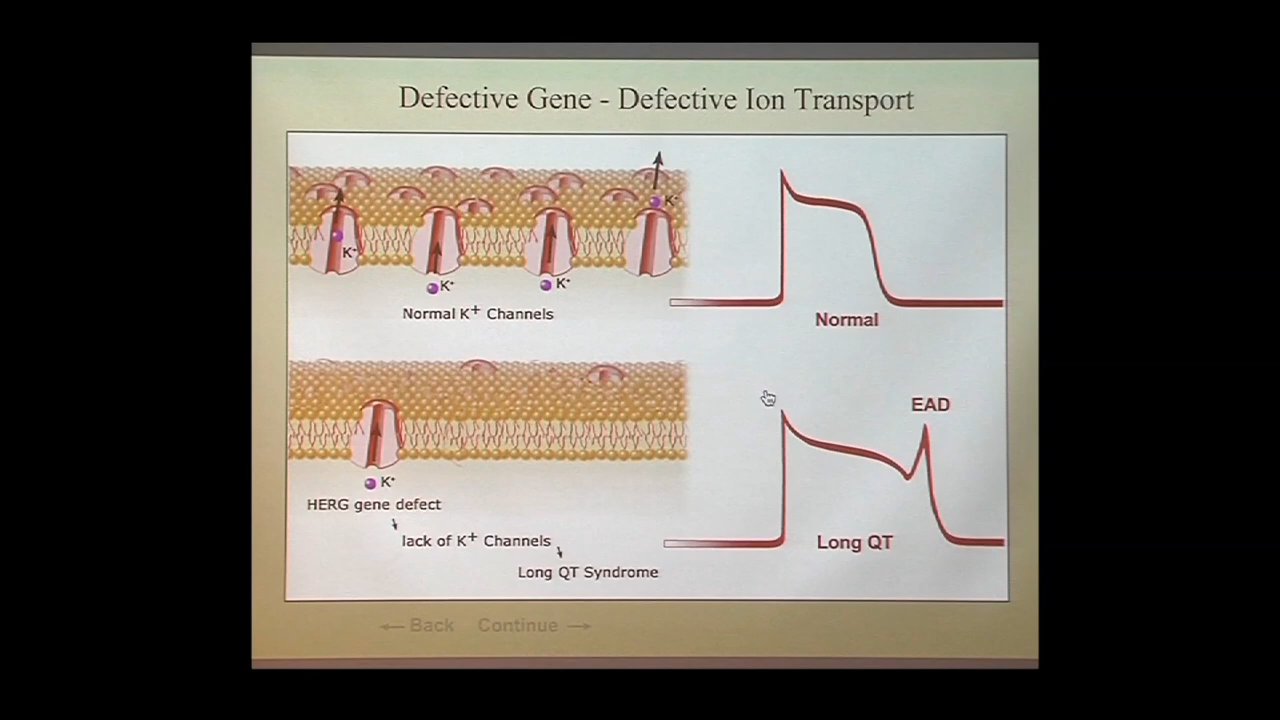 Defective Gene - Defective Ion Transport
K⁺
K⁺
K⁺
K⁺
Normal K⁺ Channels
Normal
K⁺
HERG gene defect
lack of K⁺ Channels
Long QT Syndrome
EAD
Long QT
← Back Continue →